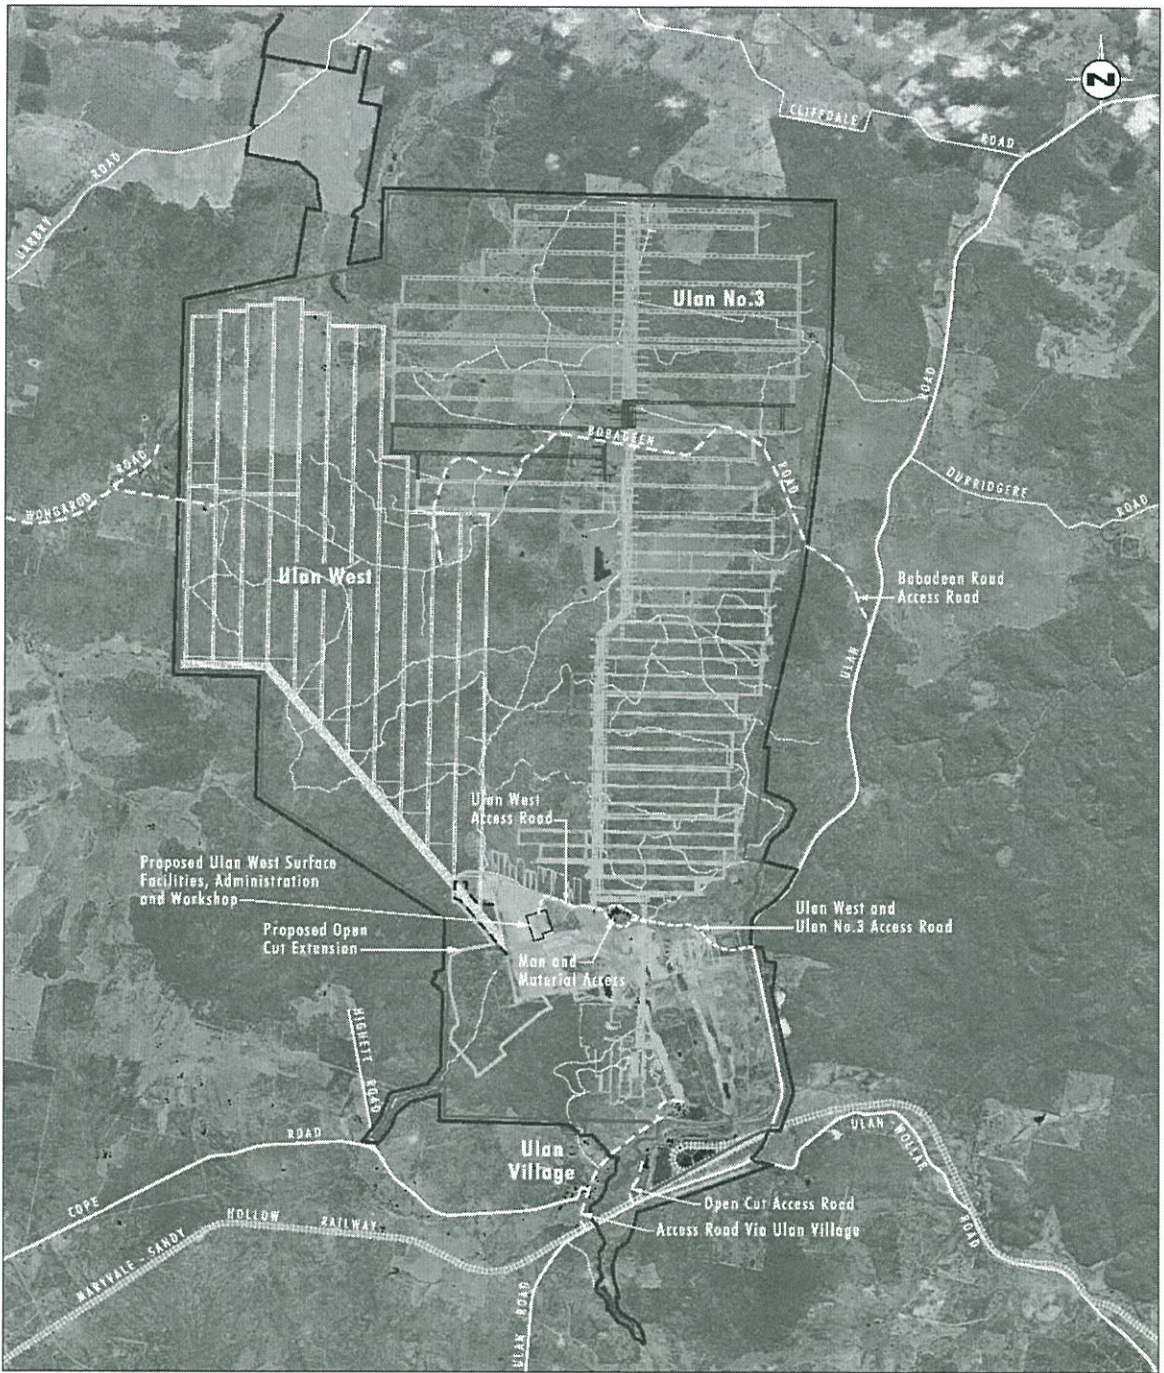 N
CLIFFDALE
ROAD
UARBRY
ROAD
Ulan No.3
ROAD
BOBADEEN
ROAD
ROAD
DURRIDGERE
ROAD
Ulan West
Bobadeen Road
Access Road
ULAN
Ulan West
Access Road
Proposed Ulan West Surface
Facilities, Administration
and Workshop
Ulan West and
Ulan No.3 Access Road
Proposed Open
Cut Extension
Man and
Material Access
HIGHETT ROAD
ROAD
COPE
ULAN - WOLLAR
ROAD
Ulan
Village
Open Cut Access Road
Access Road Via Ulan Village
MARYVALE - SANDY
HOLLOW
RAILWAY
ULAN ROAD